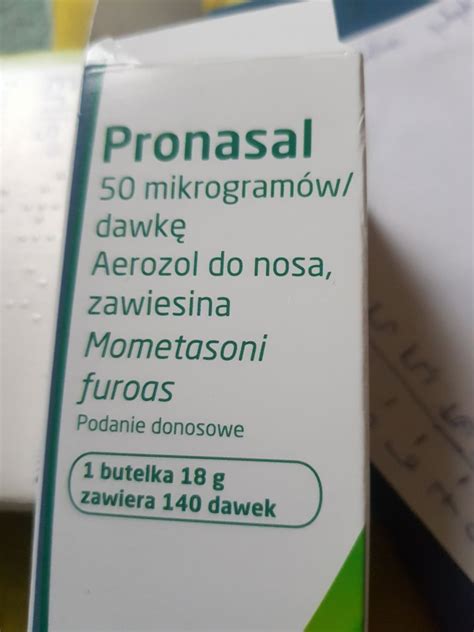 Pronasal
50 mikrogramów/
dawkę
Aerozol do nosa,
zawiesina
Mometasoni
furoas
Podanie donosowe
1 butelka 18 g
zawiera 140 dawek